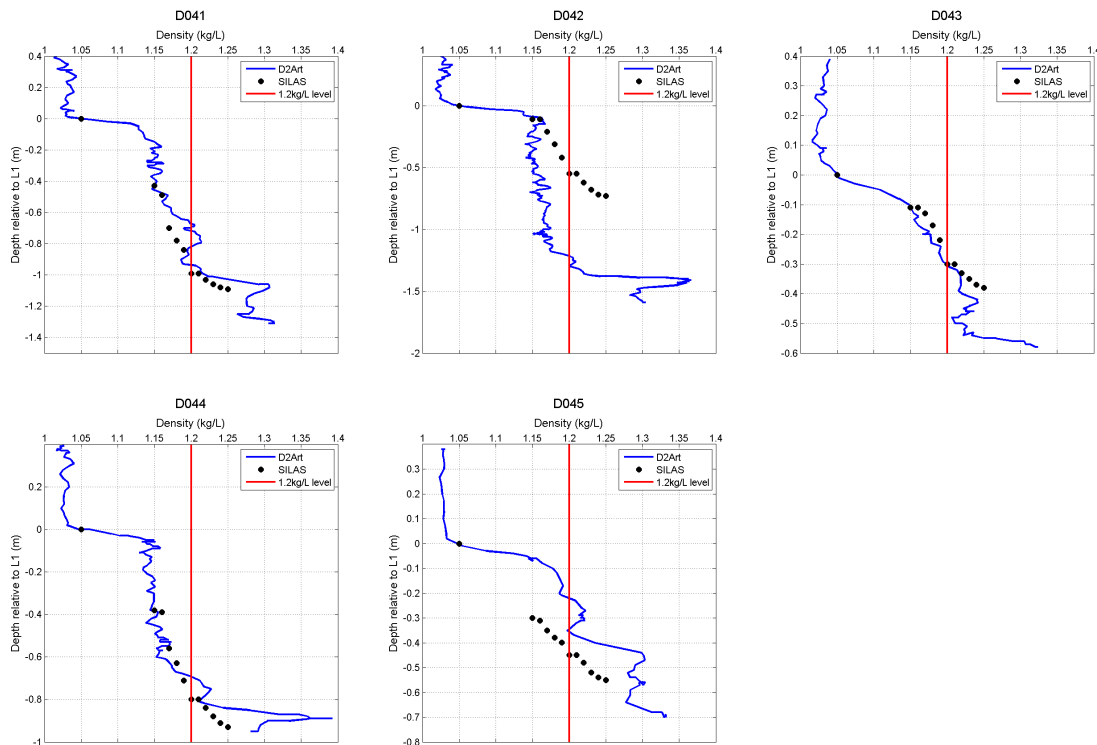 D041
Density (kg/L)
1 1.05 1.1 1.15 1.2 1.25 1.3 1.35 1.4
Depth relative to L1 (m)
0.4
0.2
0
-0.2
-0.4
-0.6
-0.8
-1
-1.2
-1.4
D2Art
SILAS
1.2kg/L level
D042
Density (kg/L)
1 1.05 1.1 1.15 1.2 1.25 1.3 1.35 1.4
Depth relative to L1 (m)
0
-0.5
-1
-1.5
-2
D2Art
SILAS
1.2kg/L level
D043
Density (kg/L)
1 1.05 1.1 1.15 1.2 1.25 1.3 1.35 1.4
Depth relative to L1 (m)
0.4
0.3
0.2
0.1
0
-0.1
-0.2
-0.3
-0.4
-0.5
-0.6
D2Art
SILAS
1.2kg/L level
D044
Density (kg/L)
1 1.05 1.1 1.15 1.2 1.25 1.3 1.35 1.4
Depth relative to L1 (m)
0.2
0
-0.2
-0.4
-0.6
-0.8
-1
D2Art
SILAS
1.2kg/L level
D045
Density (kg/L)
1 1.05 1.1 1.15 1.2 1.25 1.3 1.35 1.4
Depth relative to L1 (m)
0.3
0.2
0.1
0
-0.1
-0.2
-0.3
-0.4
-0.5
-0.6
-0.7
-0.8
D2Art
SILAS
1.2kg/L level